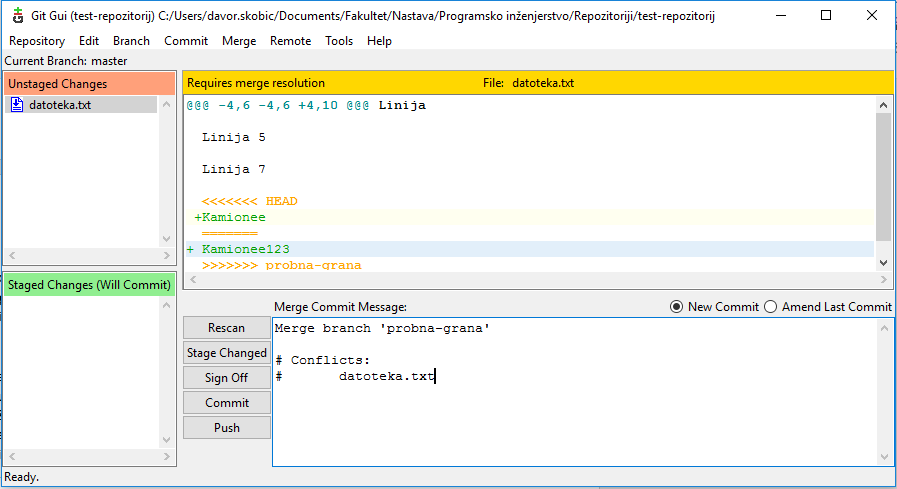 Git Gui (test-repozitorij) C:/Users/davor.skobic/Documents/Fakultet/Nastava/Programsko inženjerstvo/Repozitoriji/test-repozitorij
Repository Edit Branch Commit Merge Remote Tools Help
Current Branch: master
Unstaged Changes
datoteka.txt
Requires merge resolution File: datoteka.txt
@@@ -4,6 -4,6 +4,10 @@@ Linija
Linija 5
Linija 7
<<<<<<< HEAD
+Kamionee
=======
+ Kamionee123
>>>>>>> probna-grana
Staged Changes (Will Commit)
Merge Commit Message: New Commit Amend Last Commit
Rescan
Stage Changed
Sign Off
Commit
Push
Merge branch 'probna-grana'
# Conflicts:
# datoteka.txt
Ready.